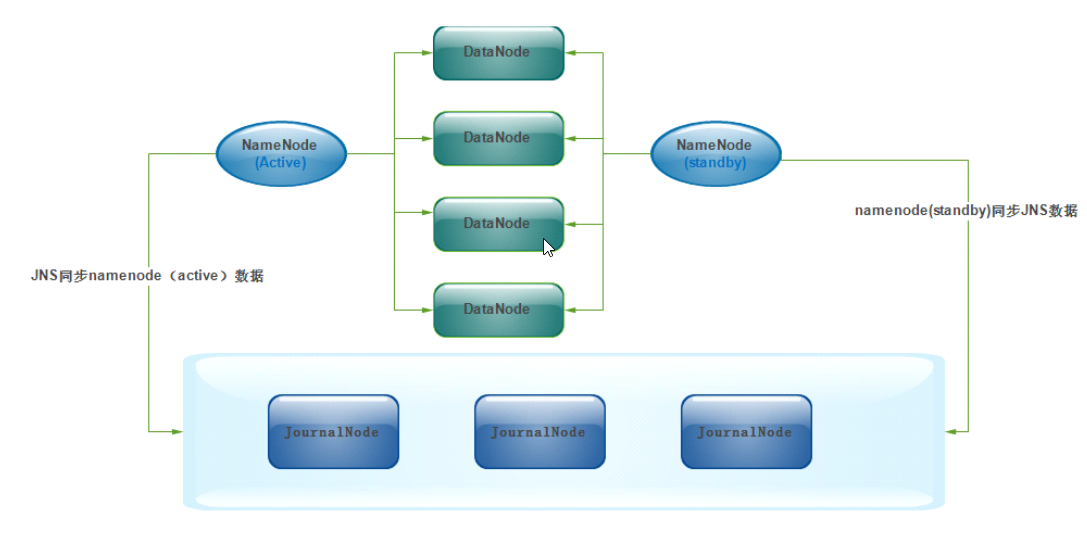 DataNode
DataNode
NameNode
(Active)
NameNode
(standby)
namenode(standby)同步JNS数据
DataNode
JNS同步namenode（active）数据
DataNode
JournalNode
JournalNode
JournalNode